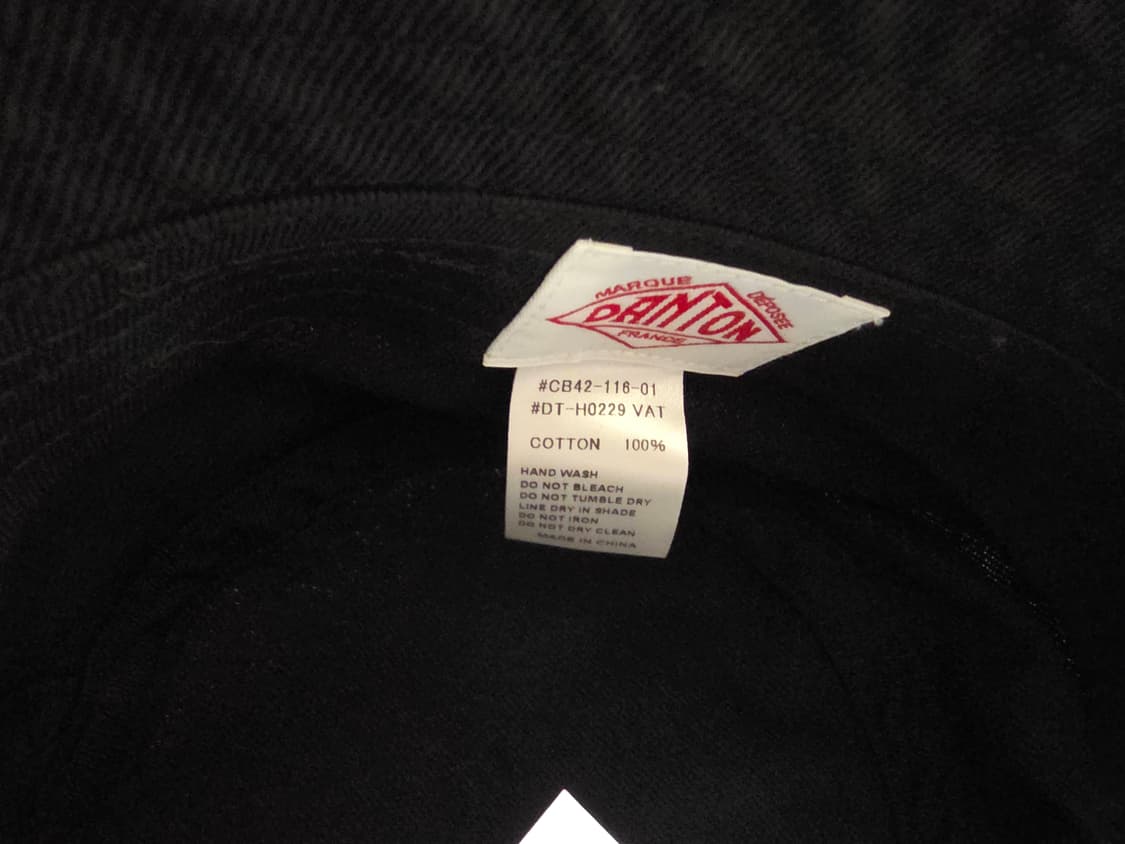 MARQUE DÉPOSÉE
DANTON
FRANCE
#CB42-116-01
#DT-H0229 VAT
COTTON 100%
HAND WASH
DO NOT BLEACH
DO NOT TUMBLE DRY
LINE DRY IN SHADE
DO NOT IRON
DO NOT DRY CLEAN
MADE IN CHINA